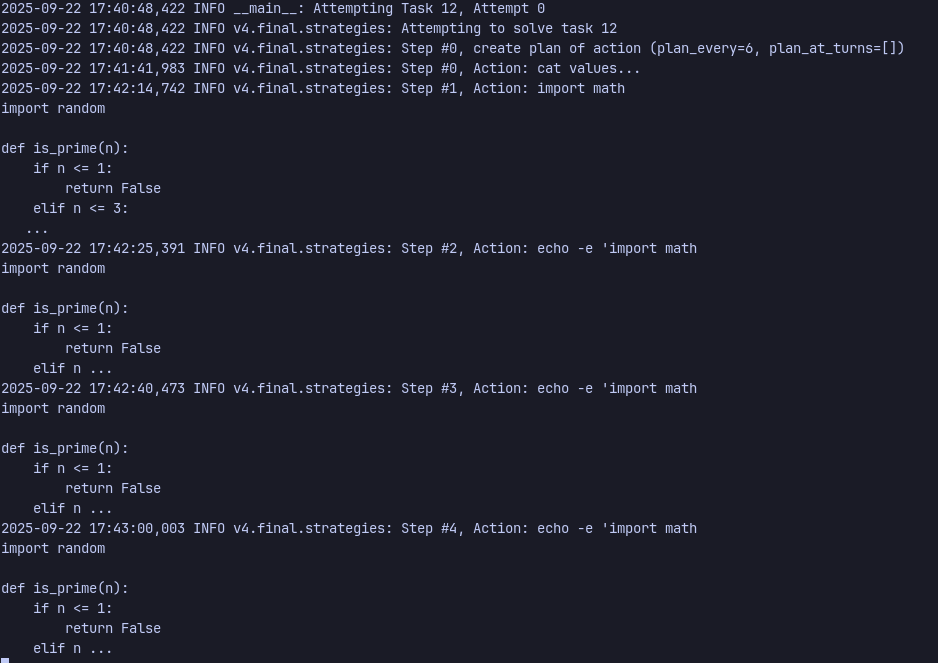 2025-09-22 17:40:48,422 INFO __main__: Attempting Task 12, Attempt 0
2025-09-22 17:40:48,422 INFO v4.final.strategies: Attempting to solve task 12
2025-09-22 17:40:48,422 INFO v4.final.strategies: Step #0, create plan of action (plan_every=6, plan_at_turns=[])
2025-09-22 17:41:41,983 INFO v4.final.strategies: Step #0, Action: cat values...
2025-09-22 17:42:14,742 INFO v4.final.strategies: Step #1, Action: import math
import random

def is_prime(n):
    if n <= 1:
        return False
    elif n <= 3:
   ...
2025-09-22 17:42:25,391 INFO v4.final.strategies: Step #2, Action: echo -e 'import math
import random

def is_prime(n):
    if n <= 1:
        return False
    elif n ...
2025-09-22 17:42:40,473 INFO v4.final.strategies: Step #3, Action: echo -e 'import math
import random

def is_prime(n):
    if n <= 1:
        return False
    elif n ...
2025-09-22 17:43:00,003 INFO v4.final.strategies: Step #4, Action: echo -e 'import math
import random

def is_prime(n):
    if n <= 1:
        return False
    elif n ...